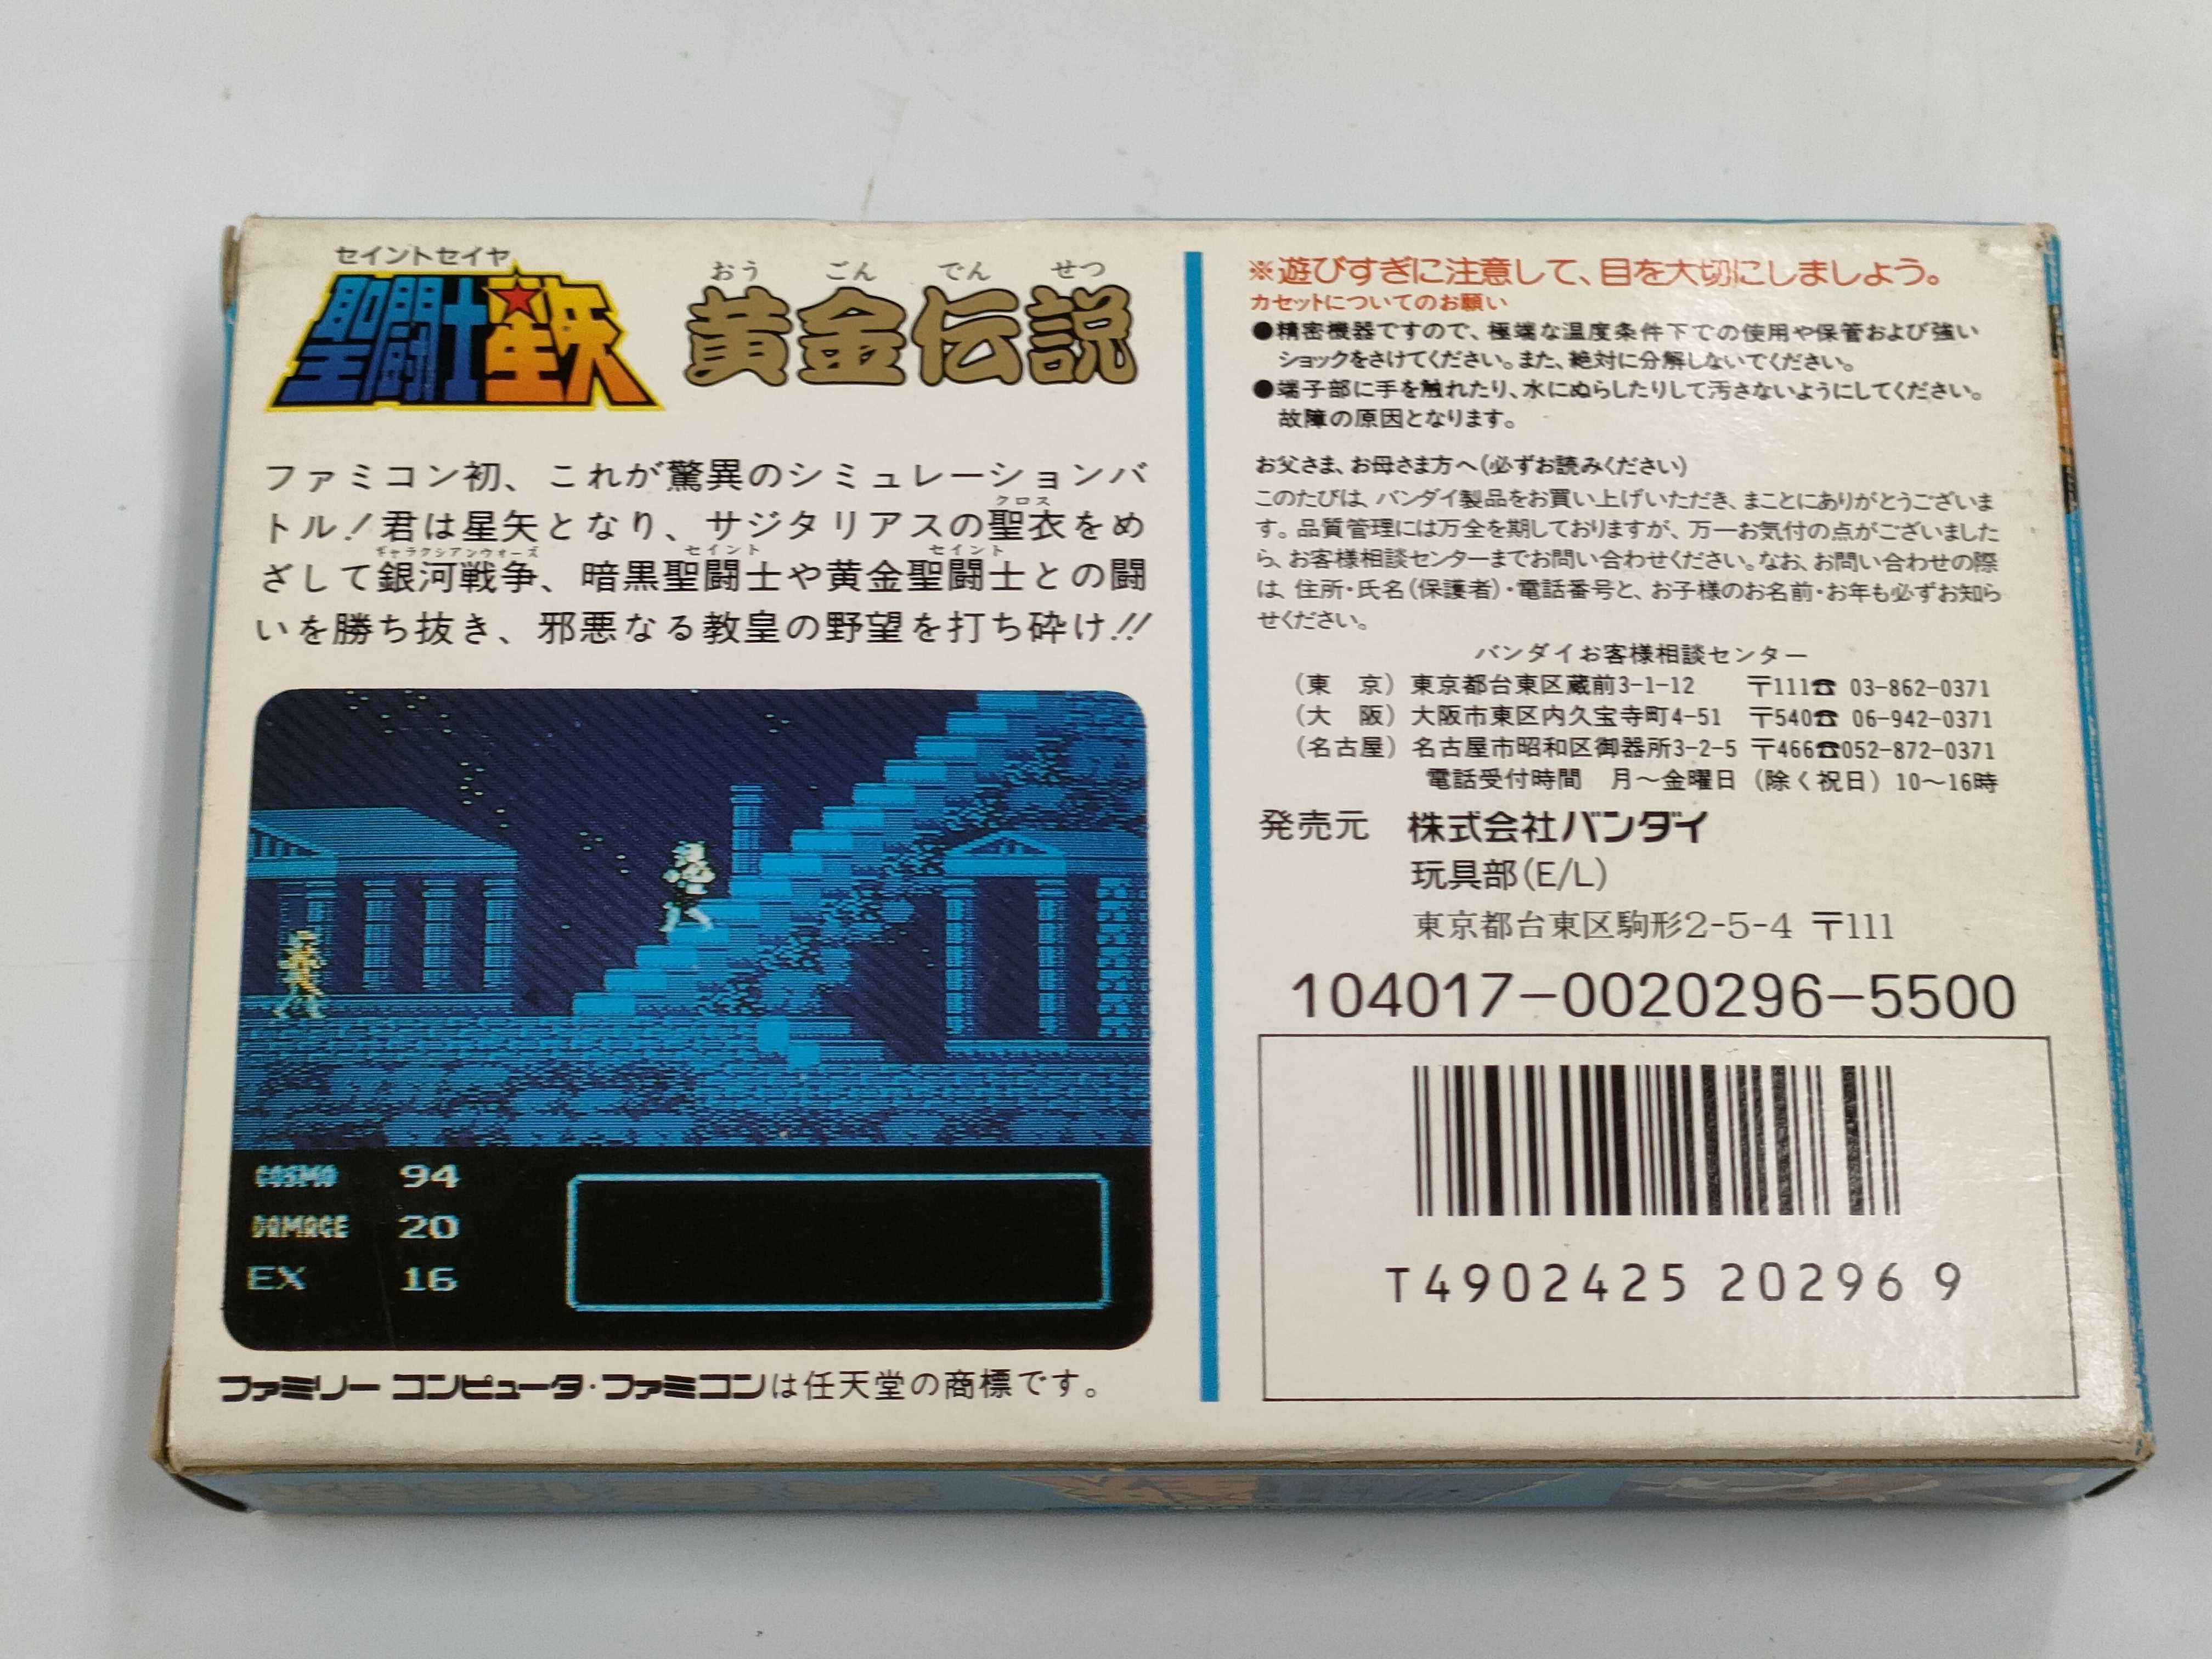 セイントセイヤ
聖闘士星矢
おうごんでんせつ
黄金伝説
ファミコン初、これが驚異のシミュレーションバ
クロス
トル！君は星矢となり、サジタリアスの聖衣をめ
ギャラクシアンウォーズ セイント セイント
ざして銀河戦争、暗黒聖闘士や黄金聖闘士との闘
いを勝ち抜き、邪悪なる教皇の野望を打ち砕け!!
COSMO 94
DAMAGE 20
EX 16
ファミリーコンピュータ・ファミコンは任天堂の商標です。
※遊びすぎに注意して、目を大切にしましょう。
カセットについてのお願い
●精密機器ですので、極端な温度条件下での使用や保管および強い
ショックをさけてください。また、絶対に分解しないでください。
●端子部に手を触れたり、水にぬらしたりして汚さないようにしてください。
故障の原因となります。
お父さま、お母さま方へ(必ずお読みください)
このたびは、バンダイ製品をお買い上げいただき、まことにありがとうございま
す。品質管理には万全を期しておりますが、万一お気付の点がございました
ら、お客様相談センターまでお問い合わせください。なお、お問い合わせの際
は、住所・氏名(保護者)・電話番号と、お子様のお名前・お年も必ずお知ら
せください。
バンダイお客様相談センター
（東　京）東京都台東区蔵前3-1-12 〒111☎ 03-862-0371
（大　阪）大阪市東区内久宝寺町4-51 〒540☎ 06-942-0371
（名古屋）名古屋市昭和区御器所3-2-5 〒466☎052-872-0371
電話受付時間　月～金曜日（除く祝日）10～16時
発売元　株式会社バンダイ
玩具部(E/L)
東京都台東区駒形2-5-4 〒111
104017-0020296-5500
T4902425 20296 9